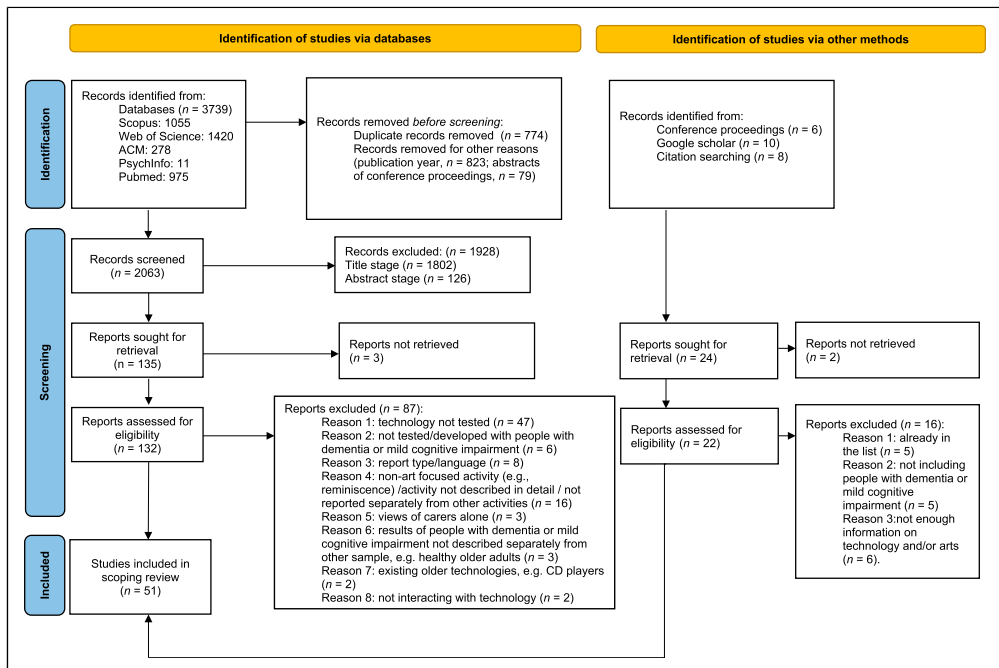 Identification of studies via databases
Identification of studies via other methods
Identification
Records identified from:
Databases (n = 3739)
Scopus: 1055
Web of Science: 1420
ACM: 278
PsychInfo: 11
Pubmed: 975
Records removed before screening:
Duplicate records removed (n = 774)
Records removed for other reasons
(publication year, n = 823; abstracts
of conference proceedings, n = 79)
Records identified from:
Conference proceedings (n = 6)
Google scholar (n = 10)
Citation searching (n = 8)
Screening
Records screened
(n = 2063)
Records excluded: (n = 1928)
Title stage (n = 1802)
Abstract stage (n = 126)
Reports sought for
retrieval
(n = 135)
Reports not retrieved
(n = 3)
Reports sought for
retrieval (n = 24)
Reports not retrieved
(n = 2)
Reports assessed for
eligibility
(n = 132)
Reports excluded (n = 87):
Reason 1: technology not tested (n = 47)
Reason 2: not tested/developed with people with
dementia or mild cognitive impairment (n = 6)
Reason 3: report type/language (n = 8)
Reason 4: non-art focused activity (e.g.,
reminiscence) /activity not described in detail / not
reported separately from other activities (n = 16)
Reason 5: views of carers alone (n = 3)
Reason 6: results of people with dementia or mild
cognitive impairment not described separately from
other sample, e.g. healthy older adults (n = 3)
Reason 7: existing older technologies, e.g. CD players
(n = 2)
Reason 8: not interacting with technology (n = 2)
Reports assessed for
eligibility (n = 22)
Reports excluded (n = 16):
Reason 1: already in
the list (n = 5)
Reason 2: not including
people with dementia or
mild cognitive
impairment (n = 5)
Reason 3:not enough
information on
technology and/or arts
(n = 6).
Included
Studies included in
scoping review
(n = 51)